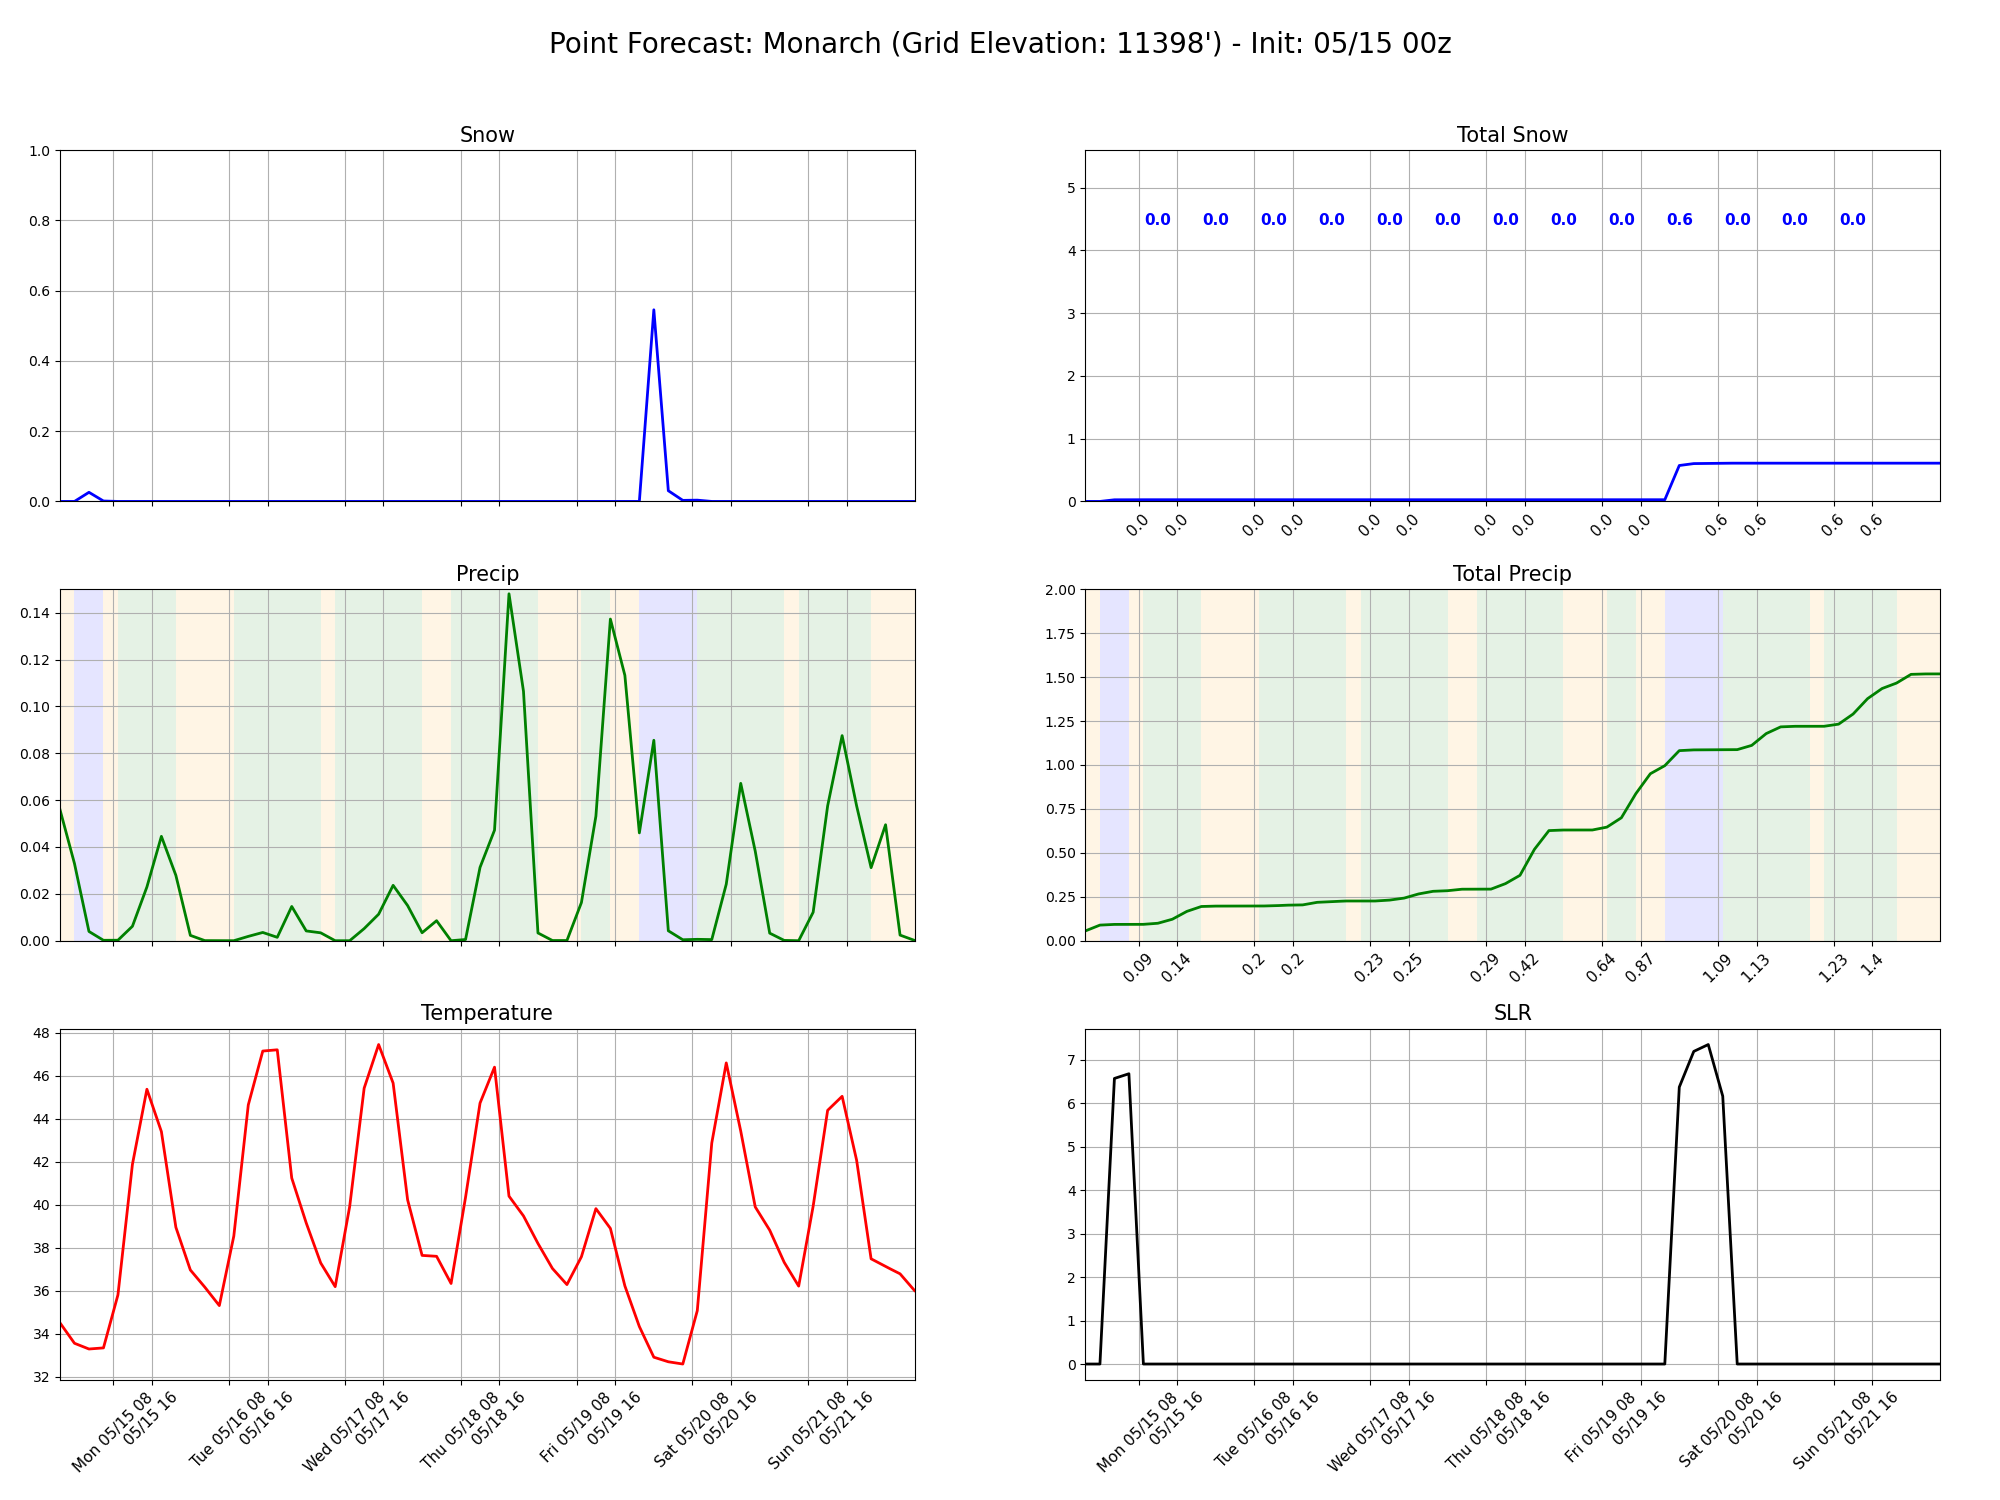 Point Forecast: Monarch (Grid Elevation: 11398') - Init: 05/15 00z
Snow
1.0
0.8
0.6
0.4
0.2
0.0
Total Snow
5
4
3
2
1
0
0.0 0.0 0.0 0.0 0.0 0.0 0.0 0.0 0.0 0.6 0.0 0.0 0.0
0.0 0.0 0.0 0.0 0.0 0.0 0.0 0.0 0.0 0.0 0.6 0.6 0.6 0.6
Precip
0.14
0.12
0.10
0.08
0.06
0.04
0.02
0.00
Total Precip
2.00
1.75
1.50
1.25
1.00
0.75
0.50
0.25
0.00
0.09 0.14 0.2 0.2 0.23 0.25 0.29 0.42 0.64 0.87 1.09 1.13 1.23 1.4
Temperature
48
46
44
42
40
38
36
34
32
Mon 05/15 08
05/15 16
Tue 05/16 08
05/16 16
Wed 05/17 08
05/17 16
Thu 05/18 08
05/18 16
Fri 05/19 08
05/19 16
Sat 05/20 08
05/20 16
Sun 05/21 08
05/21 16
SLR
7
6
5
4
3
2
1
0
Mon 05/15 08
05/15 16
Tue 05/16 08
05/16 16
Wed 05/17 08
05/17 16
Thu 05/18 08
05/18 16
Fri 05/19 08
05/19 16
Sat 05/20 08
05/20 16
Sun 05/21 08
05/21 16